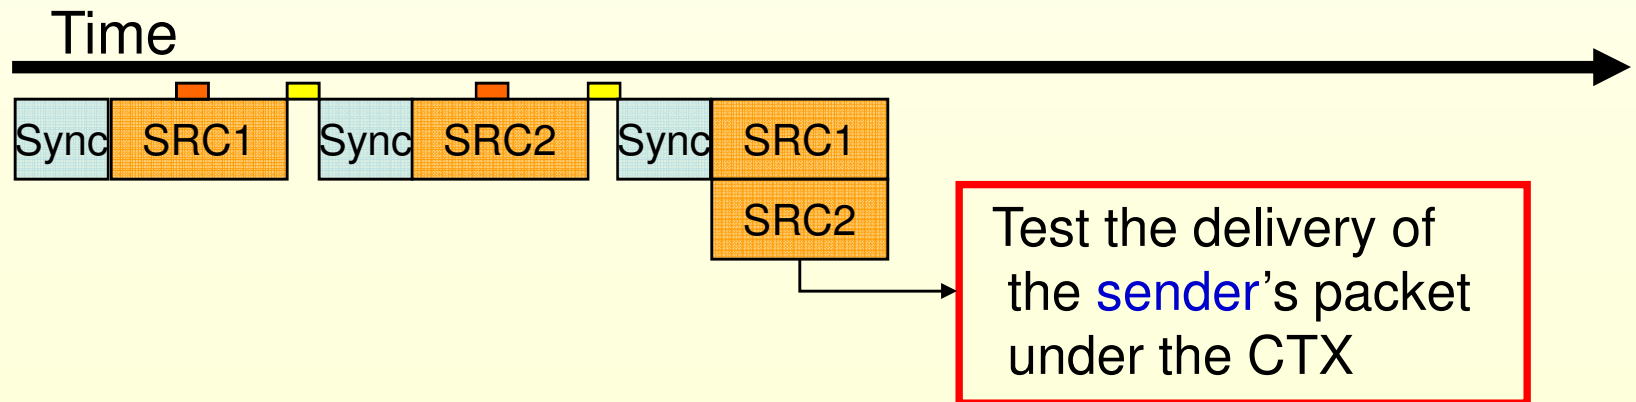 Time
Sync SRC1 Sync SRC2 Sync SRC1
SRC2
Test the delivery of
the sender's packet
under the CTX